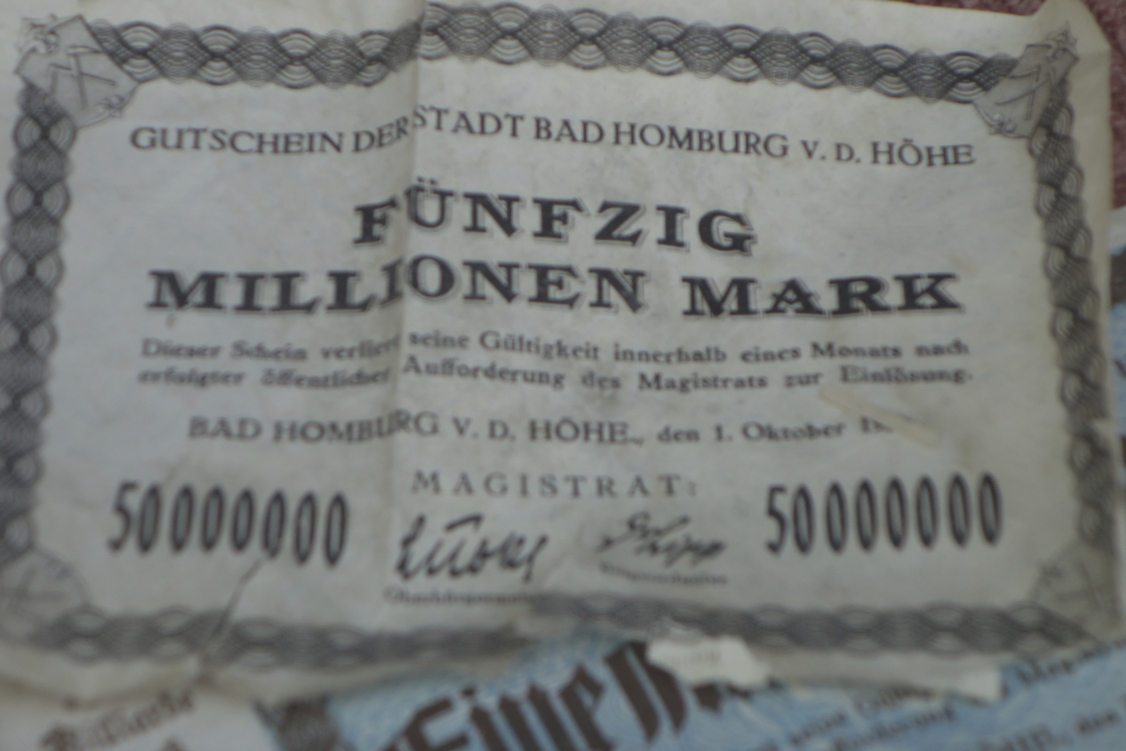 GUTSCHEIN DER STADT BAD HOMBURG V. D. HÖHE
FÜNFZIG
MILLIONEN MARK
Dieser Schein verliert seine Gültigkeit innerhalb eines Monats nach
erfolgter öffentlicher Aufforderung des Magistrats zur Einlösung.
BAD HOMBURG V. D. HÖHE, den 1. Oktober
MAGISTRAT:
50000000 50000000
Eine